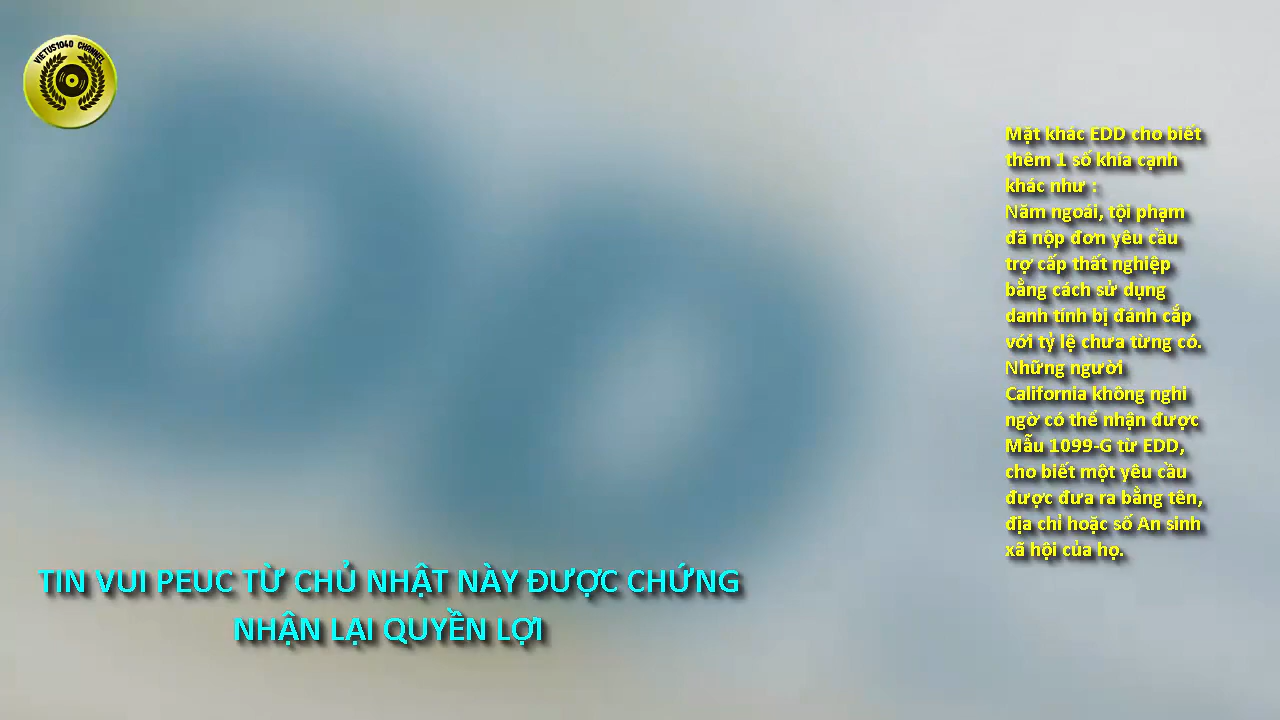 VIETUS1040 CHANNEL
Mặt khác EDD cho biết
thêm 1 số khía cạnh
khác như :
Năm ngoái, tội phạm
đã nộp đơn yêu cầu
trợ cấp thất nghiệp
bằng cách sử dụng
danh tính bị đánh cắp
với tỷ lệ chưa từng có.
Những người
California không nghi
ngờ có thể nhận được
Mẫu 1099-G từ EDD,
cho biết một yêu cầu
được đưa ra bằng tên,
địa chỉ hoặc số An sinh
xã hội của họ.
TIN VUI PEUC TỪ CHỦ NHẬT NÀY ĐƯỢC CHỨNG
NHẬN LẠI QUYỀN LỢI